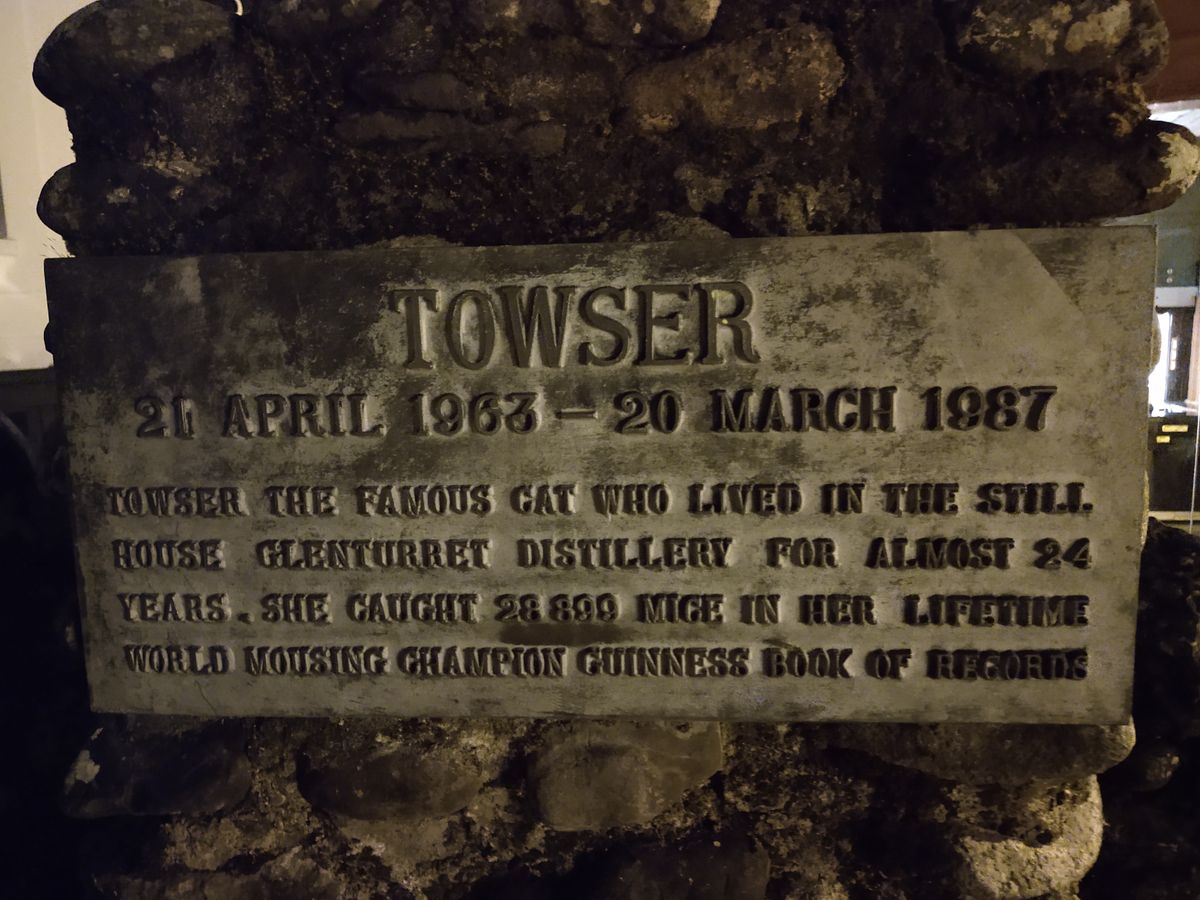 TOWSER
21 APRIL 1963 – 20 MARCH 1987
TOWSER THE FAMOUS CAT WHO LIVED IN THE STILL
HOUSE GLENTURRET DISTILLERY FOR ALMOST 24
YEARS. SHE CAUGHT 28 899 MICE IN HER LIFETIME
WORLD MOUSING CHAMPION GUINNESS BOOK OF RECORDS